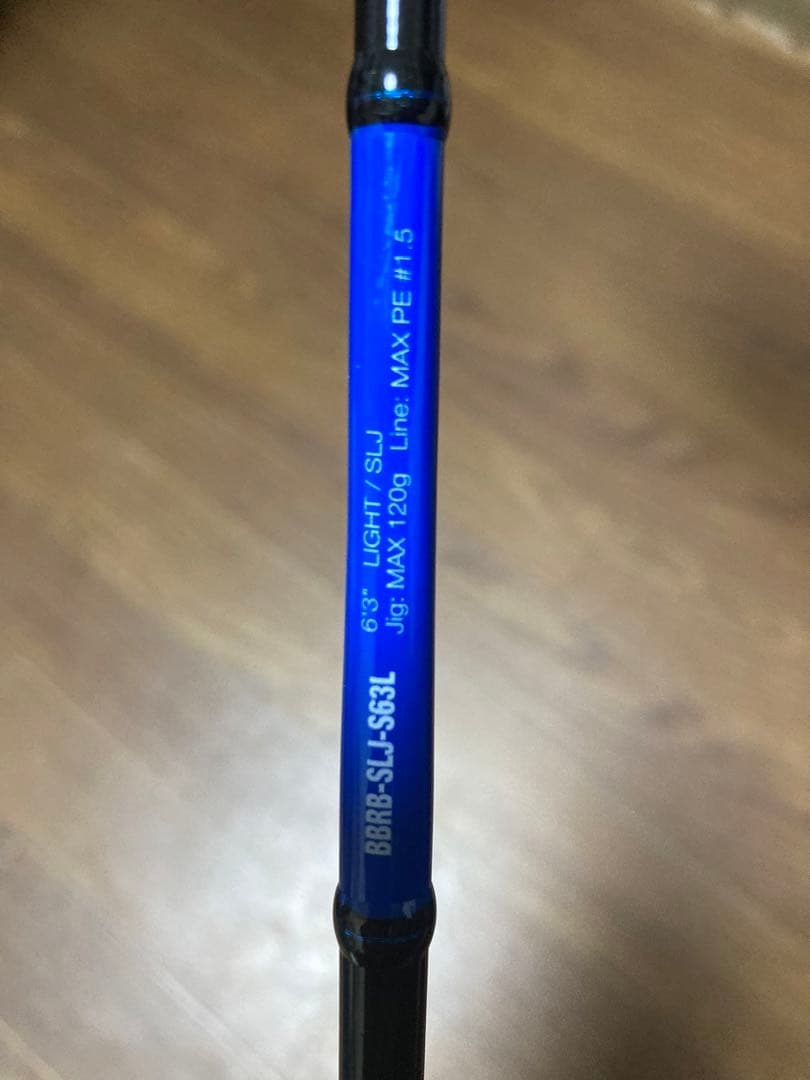 BBRB-SLJ-S63L
6'3" LIGHT / SLJ
Jig: MAX 120g Line: MAX PE #1.5